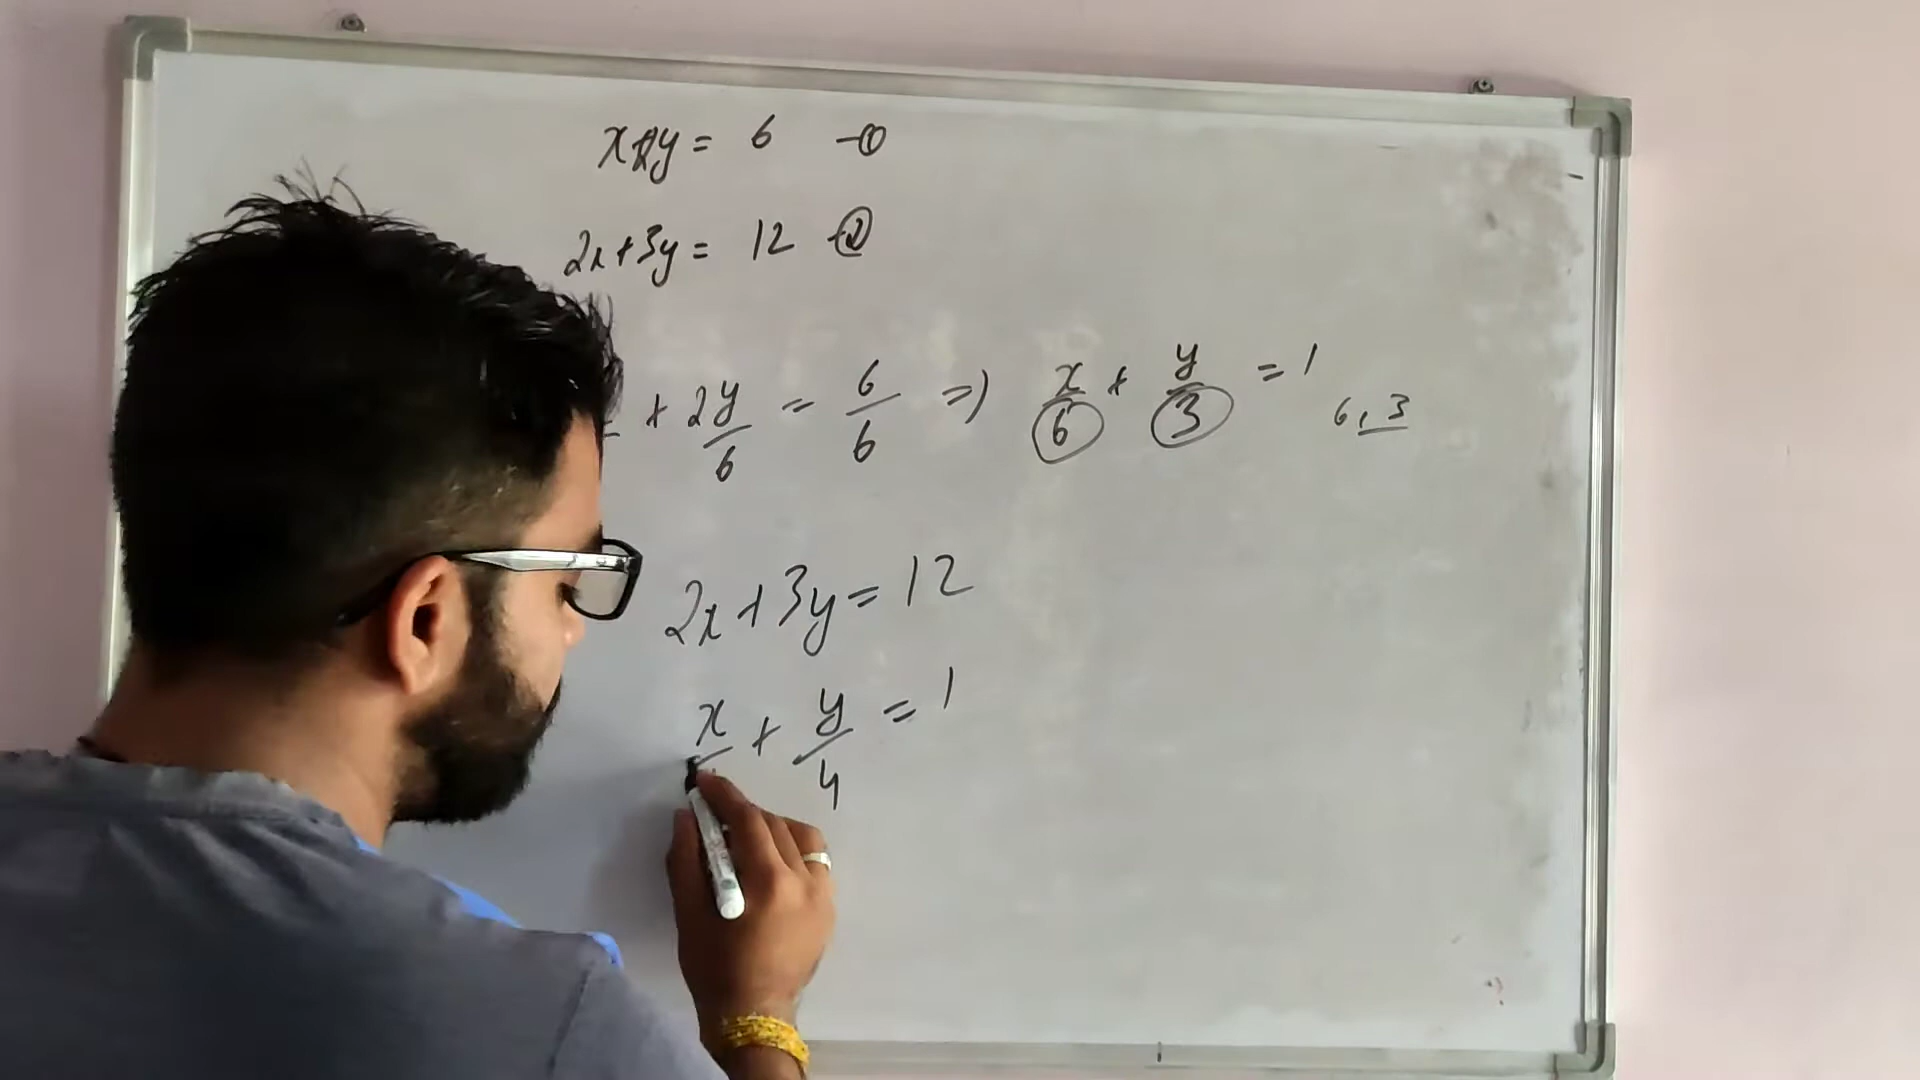 x+2y = 6 -①
2x+3y = 12 -②
+ 2y/6 = 6/6 => x/6 + y/3 = 1
6, 3
2x+3y=12
x/ + y/4 = 1